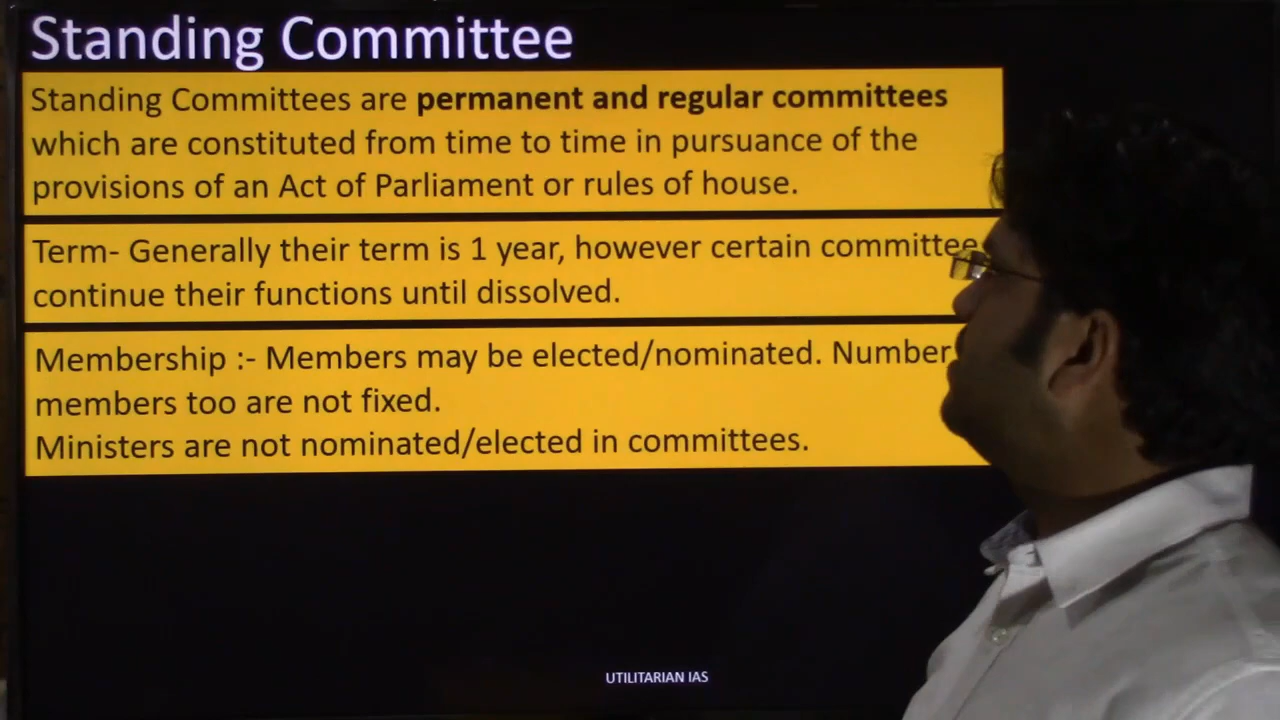 Standing Committee
Standing Committees are permanent and regular committees
which are constituted from time to time in pursuance of the
provisions of an Act of Parliament or rules of house.
Term- Generally their term is 1 year, however certain committee
continue their functions until dissolved.
Membership :- Members may be elected/nominated. Number
members too are not fixed.
Ministers are not nominated/elected in committees.
UTILITARIAN IAS